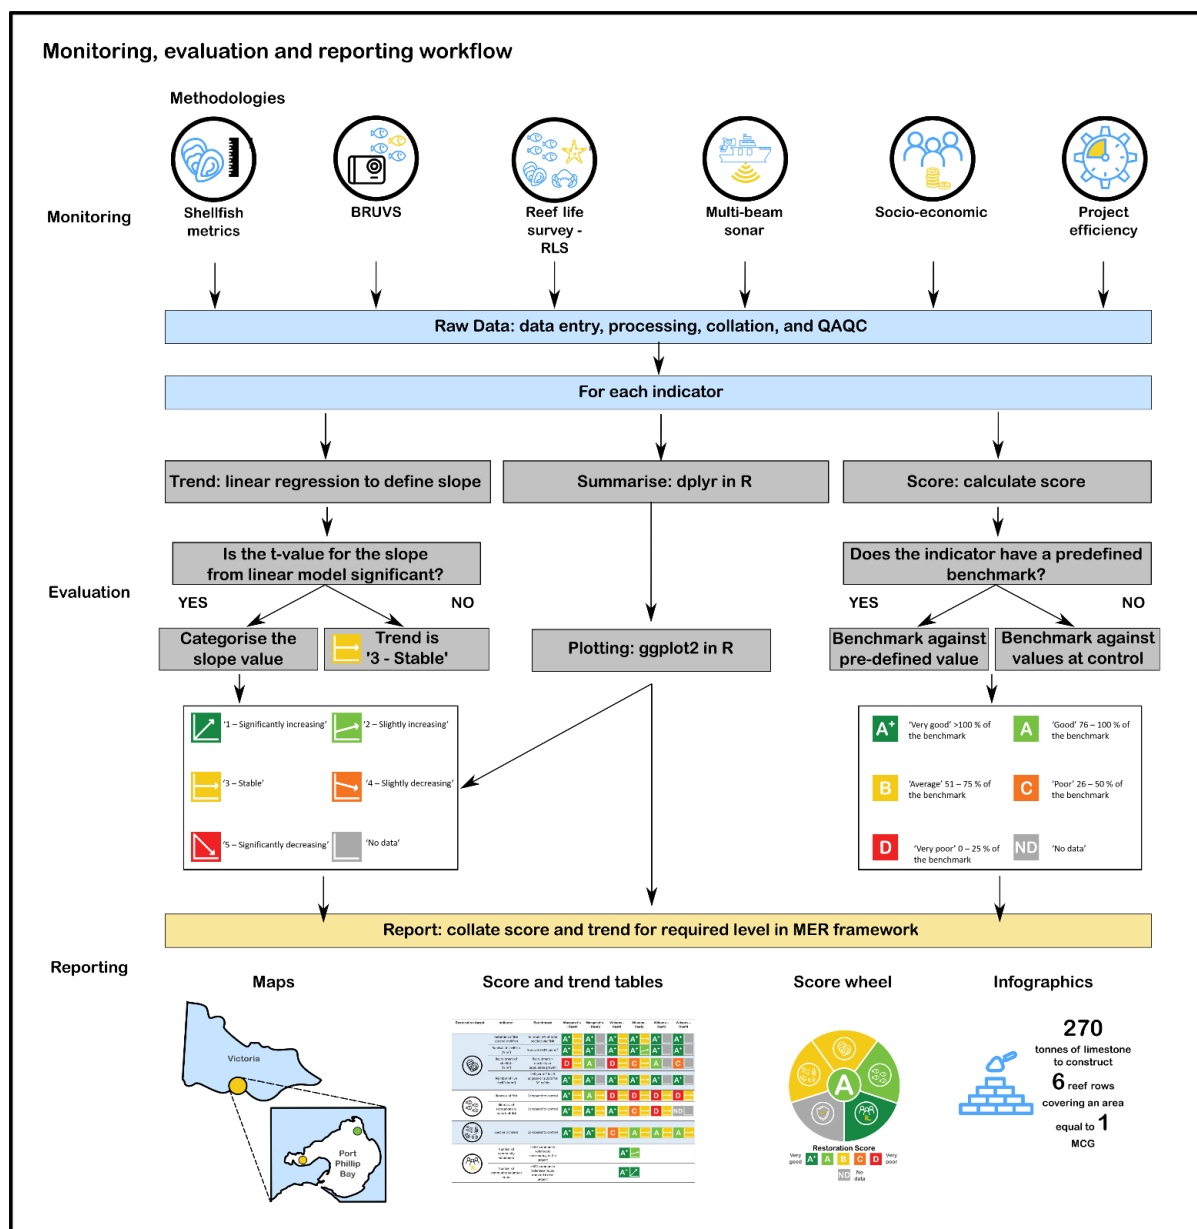 Monitoring, evaluation and reporting workflow
Methodologies
Monitoring
Shellfish
metrics
BRUVS
Reef life
survey -
RLS
Multi-beam
sonar
Socio-economic
Project
efficiency
Raw Data: data entry, processing, collation, and QAQC
For each indicator
Trend: linear regression to define slope
Summarise: dplyr in R
Score: calculate score
Is the t-value for the slope
from linear model significant?
Does the indicator have a predefined
benchmark?
Evaluation
YES
NO
YES
NO
Categorise the
slope value
Trend is
'3 - Stable'
Plotting: ggplot2 in R
Benchmark against
pre-defined value
Benchmark against
values at control
'1 – Significantly increasing'
'2 – Slightly increasing'
'3 – Stable'
'4 – Slightly decreasing'
'5 – Significantly decreasing'
'No data'
A+
'Very good' >100 % of
the benchmark
A
'Good' 76 – 100 % of
the benchmark
B
'Average' 51 – 75 % of
the benchmark
C
'Poor' 26 – 50 % of
the benchmark
D
'Very poor' 0 – 25 % of
the benchmark
ND
'No data'
Report: collate score and trend for required level in MER framework
Reporting
Maps
Score and trend tables
Score wheel
Infographics
Victoria
Port
Phillip
Bay
A
Restoration Score
Very
good
A+ A B C D
Very
poor
ND
No
data
270
tonnes of limestone
to construct
6 reef rows
covering an area
equal to 1
MCG